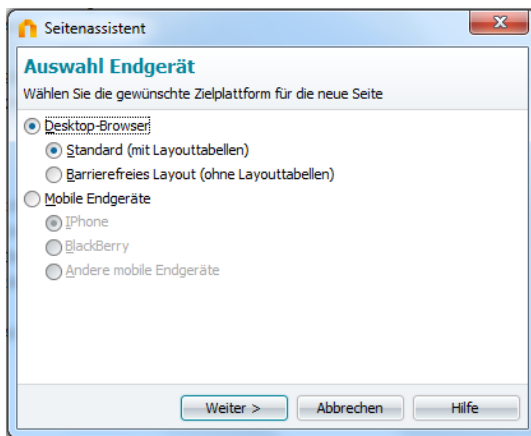 Seitenassistent
Auswahl Endgerät
Wählen Sie die gewünschte Zielplattform für die neue Seite
Desktop-Browser
Standard (mit Layouttabellen)
Barrierefreies Layout (ohne Layouttabellen)
Mobile Endgeräte
IPhone
BlackBerry
Andere mobile Endgeräte
Weiter >
Abbrechen
Hilfe